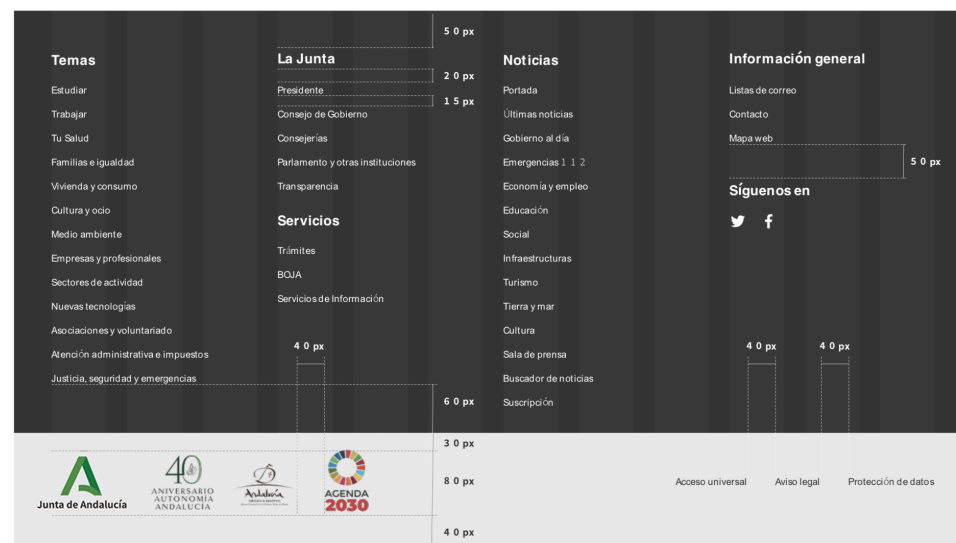 50 px
Temas
Estudiar
Trabajar
Tu Salud
Familias e igualdad
Vivienda y consumo
Cultura y ocio
Medio ambiente
Empresas y profesionales
Sectores de actividad
Nuevas tecnologías
Asociaciones y voluntariado
Atención administrativa e impuestos
Justicia, seguridad y emergencias
La Junta
20 px
Presidente
15 px
Consejo de Gobierno
Consejerías
Parlamento y otras instituciones
Transparencia
Servicios
Trámites
BOJA
Servicios de Información
40 px
60 px
Noticias
Portada
Últimas noticias
Gobierno al día
Emergencias 112
Economía y empleo
Educación
Social
Infraestructuras
Turismo
Tierra y mar
Cultura
Sala de prensa
Buscador de noticias
Suscripción
Información general
Listas de correo
Contacto
Mapa web
50 px
Síguenos en
40 px
40 px
30 px
80 px
40 px
Junta de Andalucía
40
ANIVERSARIO
AUTONOMÍA
ANDALUCÍA
Andalucía
AGENDA
2030
Acceso universal
Aviso legal
Protección de datos